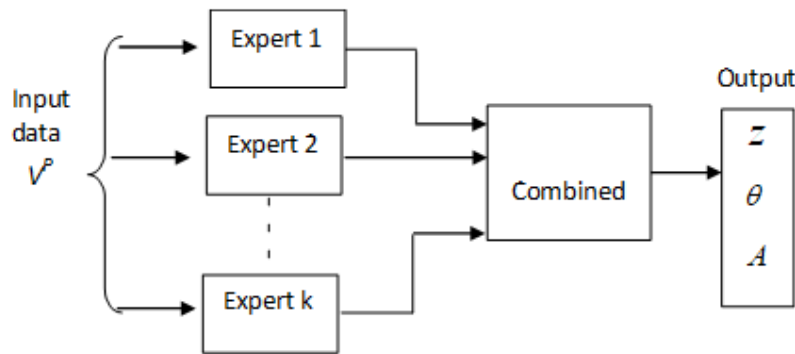 Input
data
V^P
Expert 1
Expert 2
Expert k
Combined
Output
z
θ
A